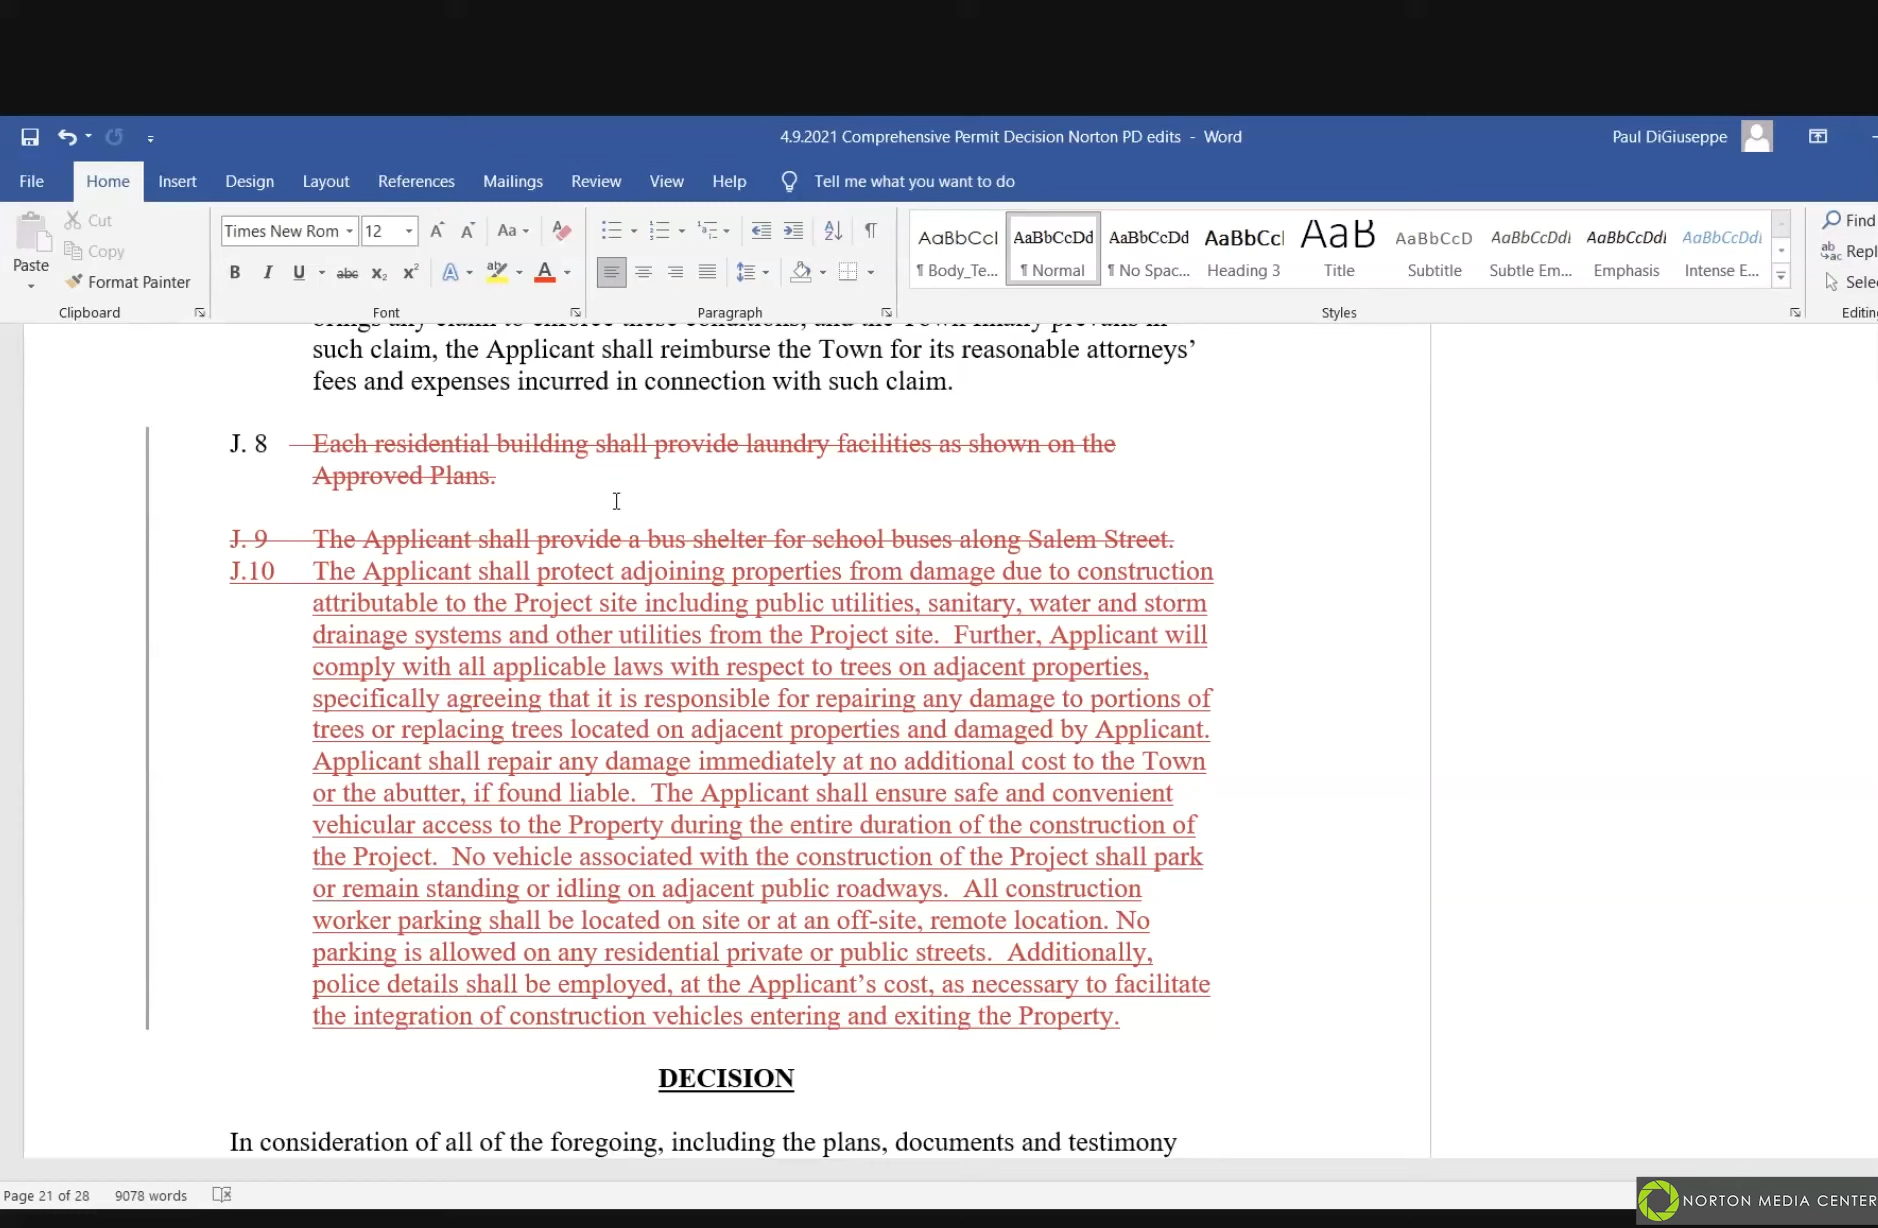 4.9.2021 Comprehensive Permit Decision Norton PD edits - Word
Paul DiGiuseppe
File Home Insert Design Layout References Mailings Review View Help Tell me what you want to do
Paste
Cut
Copy
Format Painter
Clipboard
Times New Rom 12
Font
Paragraph
AaBbCcI AaBbCcDd AaBbCcDd AaBbCcI AaB AaBbCcD AaBbCcDdI AaBbCcDdI AaBbCcDdI
¶ Body_Te... ¶ Normal ¶ No Spac... Heading 3 Title Subtitle Subtle Em... Emphasis Intense E...
Styles
Find
Repl
Sele
Editin
brings any claim to enforce these conditions, and the Town finally prevails in
such claim, the Applicant shall reimburse the Town for its reasonable attorneys’
fees and expenses incurred in connection with such claim.
J. 8 Each residential building shall provide laundry facilities as shown on the
Approved Plans.
J. 9 The Applicant shall provide a bus shelter for school buses along Salem Street.
J.10 The Applicant shall protect adjoining properties from damage due to construction
attributable to the Project site including public utilities, sanitary, water and storm
drainage systems and other utilities from the Project site. Further, Applicant will
comply with all applicable laws with respect to trees on adjacent properties,
specifically agreeing that it is responsible for repairing any damage to portions of
trees or replacing trees located on adjacent properties and damaged by Applicant.
Applicant shall repair any damage immediately at no additional cost to the Town
or the abutter, if found liable. The Applicant shall ensure safe and convenient
vehicular access to the Property during the entire duration of the construction of
the Project. No vehicle associated with the construction of the Project shall park
or remain standing or idling on adjacent public roadways. All construction
worker parking shall be located on site or at an off-site, remote location. No
parking is allowed on any residential private or public streets. Additionally,
police details shall be employed, at the Applicant’s cost, as necessary to facilitate
the integration of construction vehicles entering and exiting the Property.
DECISION
In consideration of all of the foregoing, including the plans, documents and testimony
Page 21 of 28 9078 words
NORTON MEDIA CENTER